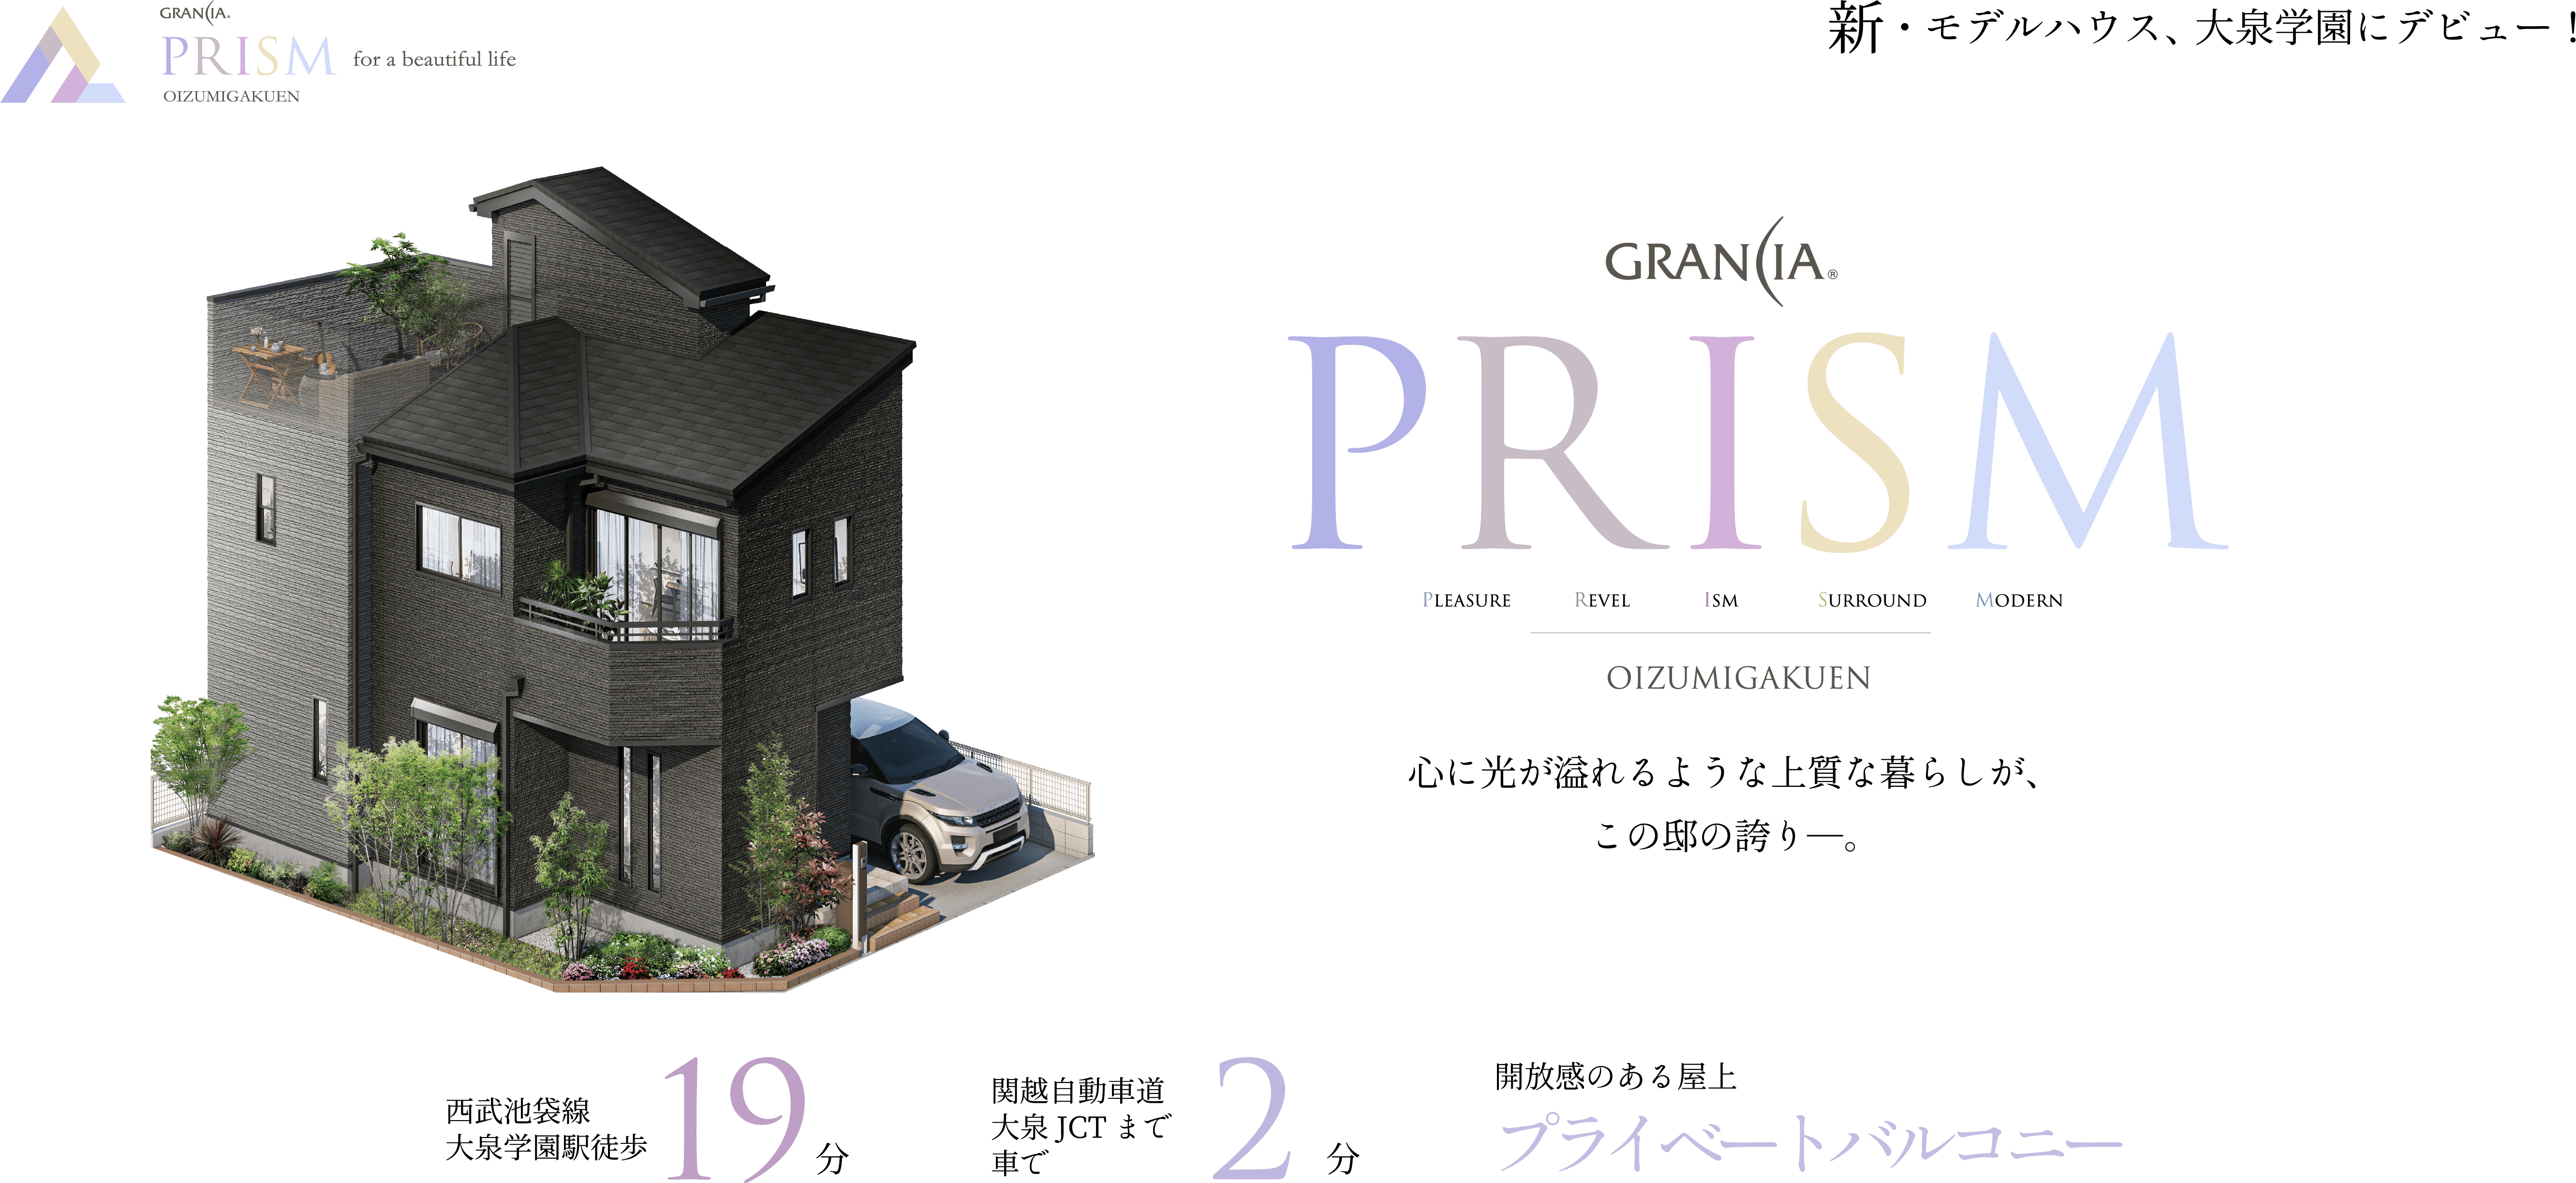 GRANCIA®
PRISM for a beautiful life
OIZUMIGAKUEN
新・モデルハウス、大泉学園にデビュー！
GRANCIA®
PRISM
PLEASURE REVEL ISM SURROUND MODERN
OIZUMIGAKUEN
心に光が溢れるような上質な暮らしが、
この邸の誇り―。
西武池袋線
大泉学園駅徒歩 19分
関越自動車道
大泉JCTまで
車で 2分
開放感のある屋上
プライベートバルコニー